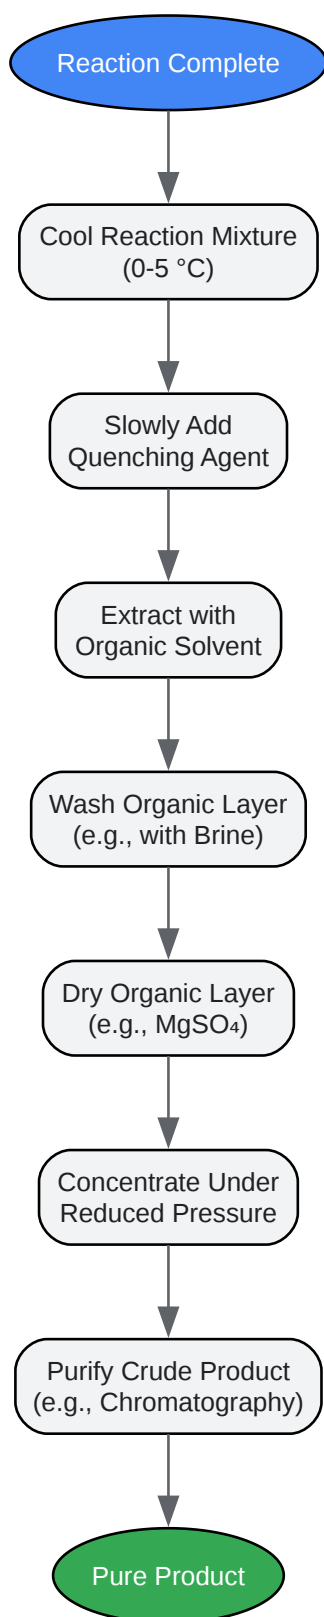 Reaction Complete
Cool Reaction Mixture
(0-5 °C)
Slowly Add
Quenching Agent
Extract with
Organic Solvent
Wash Organic Layer
(e.g., with Brine)
Dry Organic Layer
(e.g., MgSO₄)
Concentrate Under
Reduced Pressure
Purify Crude Product
(e.g., Chromatography)
Pure Product